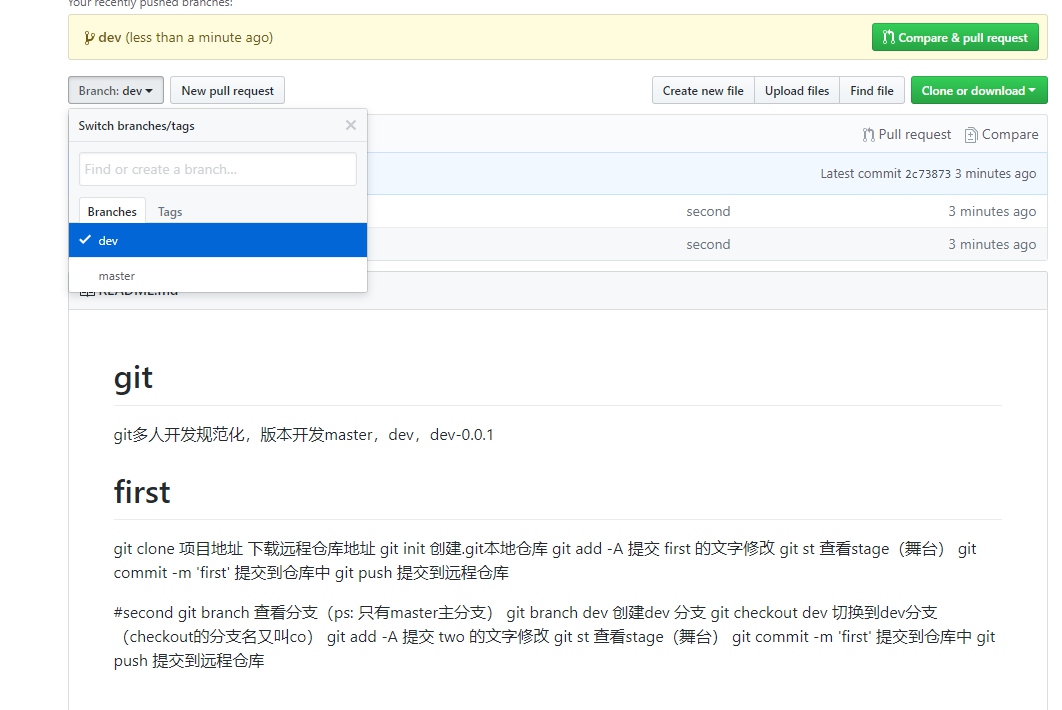 Your recently pushed branches:
dev (less than a minute ago)
Compare & pull request
Branch: dev
New pull request
Create new file
Upload files
Find file
Clone or download
Switch branches/tags
Pull request
Compare
Find or create a branch...
Latest commit 2c73873 3 minutes ago
Branches
Tags
second
3 minutes ago
dev
second
3 minutes ago
master
README.md
git
git多人开发规范化，版本开发master，dev，dev-0.0.1
first
git clone 项目地址 下载远程仓库地址 git init 创建.git本地仓库 git add -A 提交 first 的文字修改 git st 查看stage（舞台） git
commit -m 'first' 提交到仓库中 git push 提交到远程仓库
#second git branch 查看分支（ps: 只有master主分支） git branch dev 创建dev 分支 git checkout dev 切换到dev分支
（checkout的分支名又叫co） git add -A 提交 two 的文字修改 git st 查看stage（舞台） git commit -m 'first' 提交到仓库中 git
push 提交到远程仓库